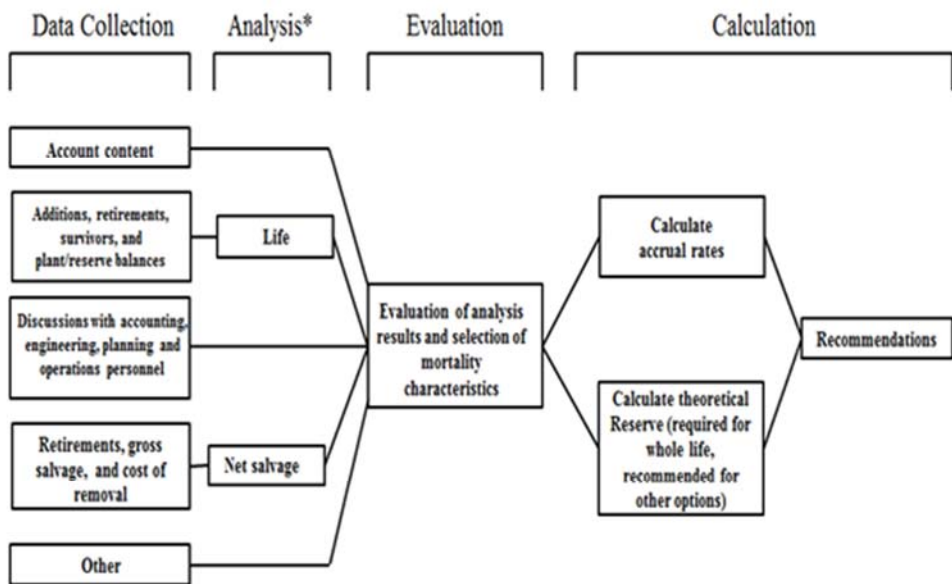 Data Collection
Analysis*
Evaluation
Calculation
Account content
Additions, retirements,
survivors, and
plant/reserve balances
Life
Discussions with accounting,
engineering, planning and
operations personnel
Retirements, gross
salvage, and cost of
removal
Net salvage
Other
Evaluation of analysis
results and selection of
mortality
characteristics
Calculate
accrual rates
Calculate theoretical
Reserve (required for
whole life,
recommended for
other options)
Recommendations